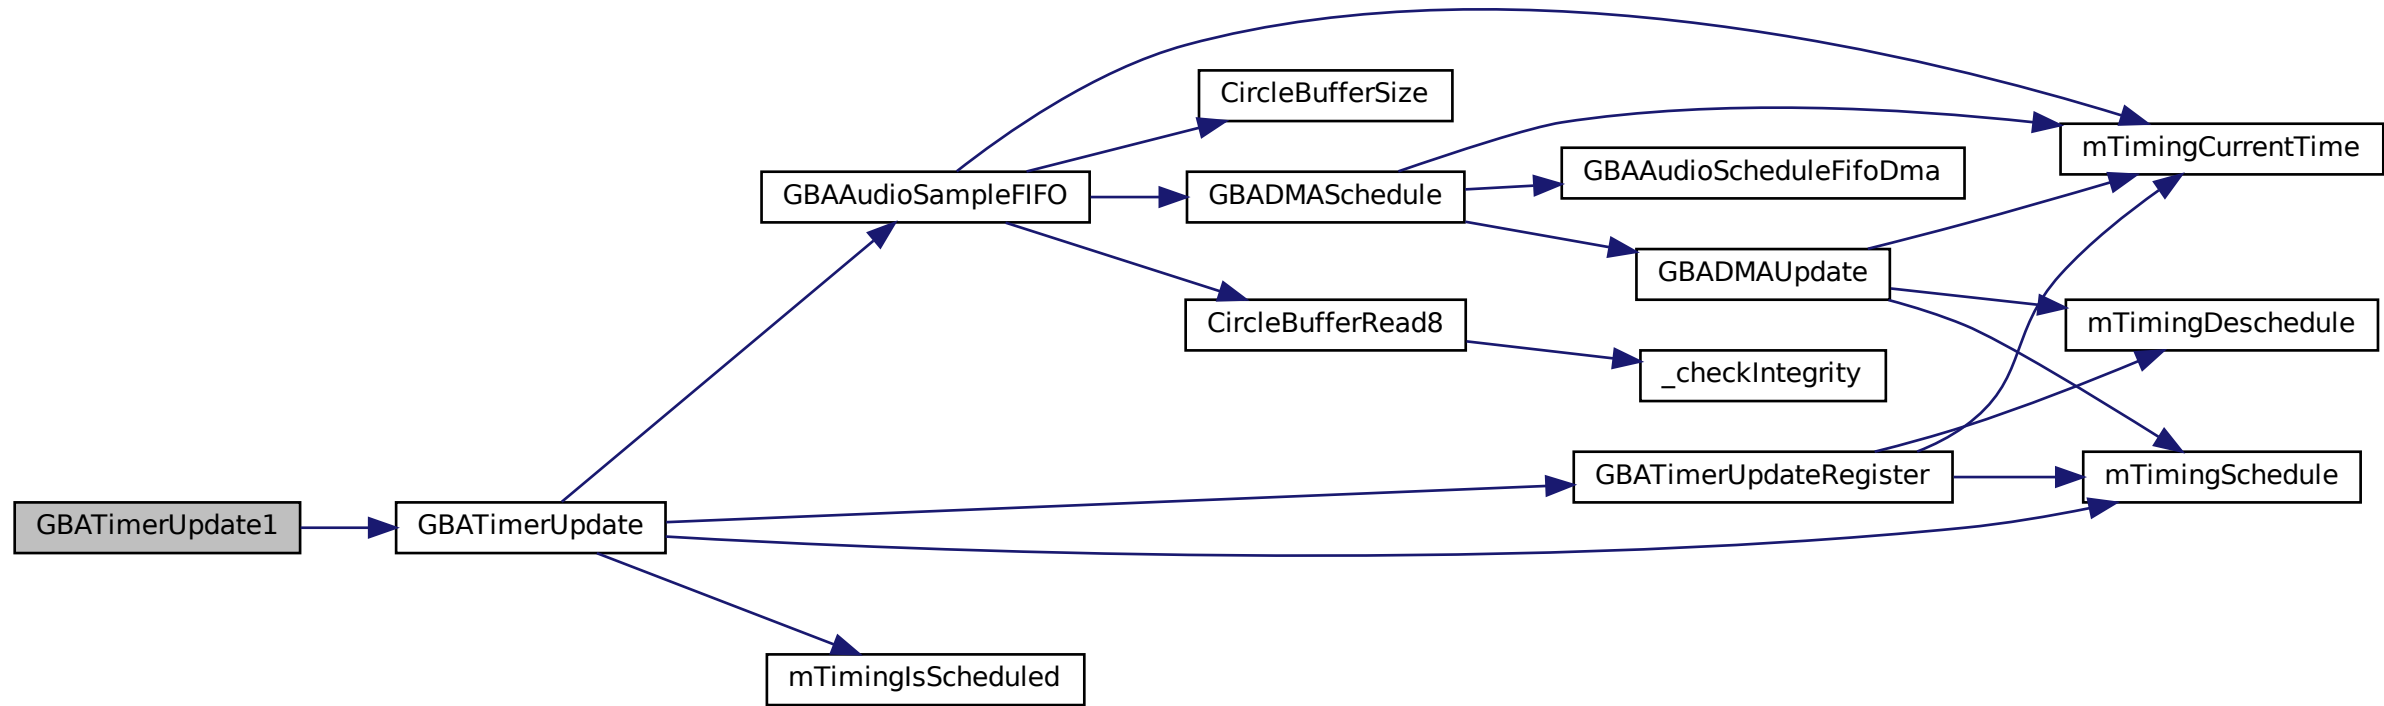 GBATimerUpdate1
GBATimerUpdate
GBAAudioSampleFIFO
mTimingIsScheduled
CircleBufferSize
GBADMASchedule
CircleBufferRead8
GBAAudioScheduleFifoDma
GBADMAUpdate
_checkIntegrity
GBATimerUpdateRegister
mTimingCurrentTime
mTimingDeschedule
mTimingSchedule